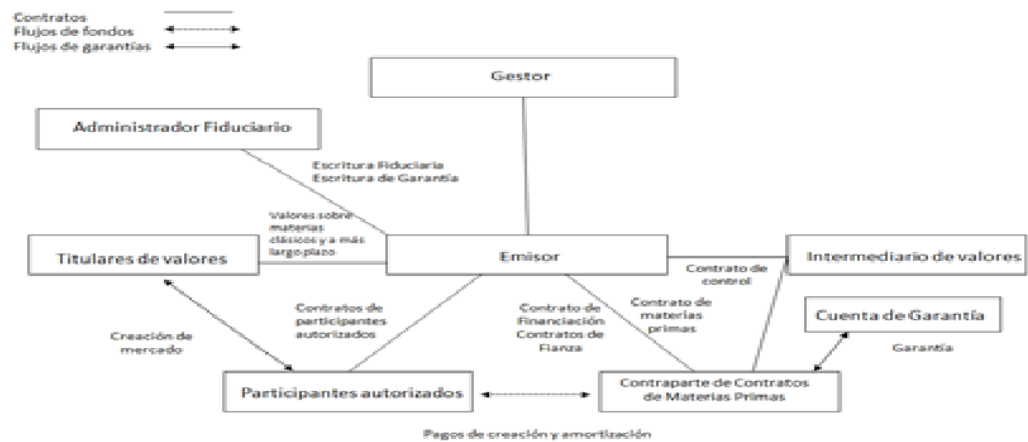 Contratos
Flujos de fondos
Flujos de garantías
Gestor
Administrador Fiduciario
Escritura Fiduciaria
Escritura de Garantía
Valores sobre
materias
clásicos y a más
largo plazo
Titulares de valores
Emisor
Intermediario de valores
Contrato de
control
Contratos de
participantes
autorizados
Contrato de
Financiación
Contratos de
Fianza
Contrato de
materias
primas
Cuenta de Garantía
Creación de
mercado
Garantía
Participantes autorizados
Contraparte de Contratos
de Materias Primas
Pagos de creación y amortización